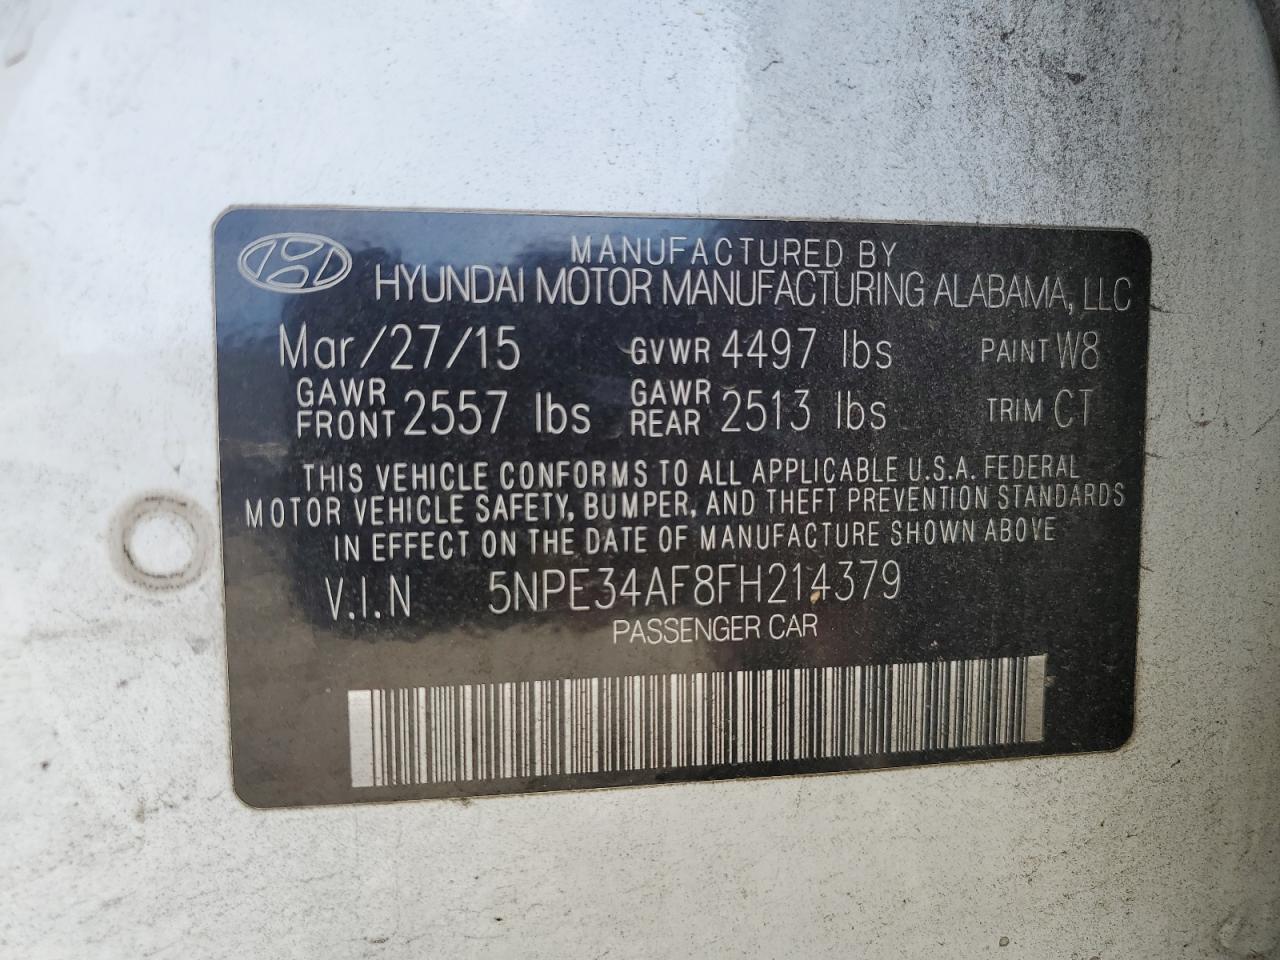 MANUFACTURED BY
HYUNDAI MOTOR MANUFACTURING ALABAMA, LLC
Mar/27/15 GVWR 4497 lbs PAINT W8
GAWR FRONT 2557 lbs GAWR REAR 2513 lbs TRIM CT
THIS VEHICLE CONFORMS TO ALL APPLICABLE U.S.A. FEDERAL
MOTOR VEHICLE SAFETY, BUMPER, AND THEFT PREVENTION STANDARDS
IN EFFECT ON THE DATE OF MANUFACTURE SHOWN ABOVE
V.I.N 5NPE34AF8FH214379
PASSENGER CAR